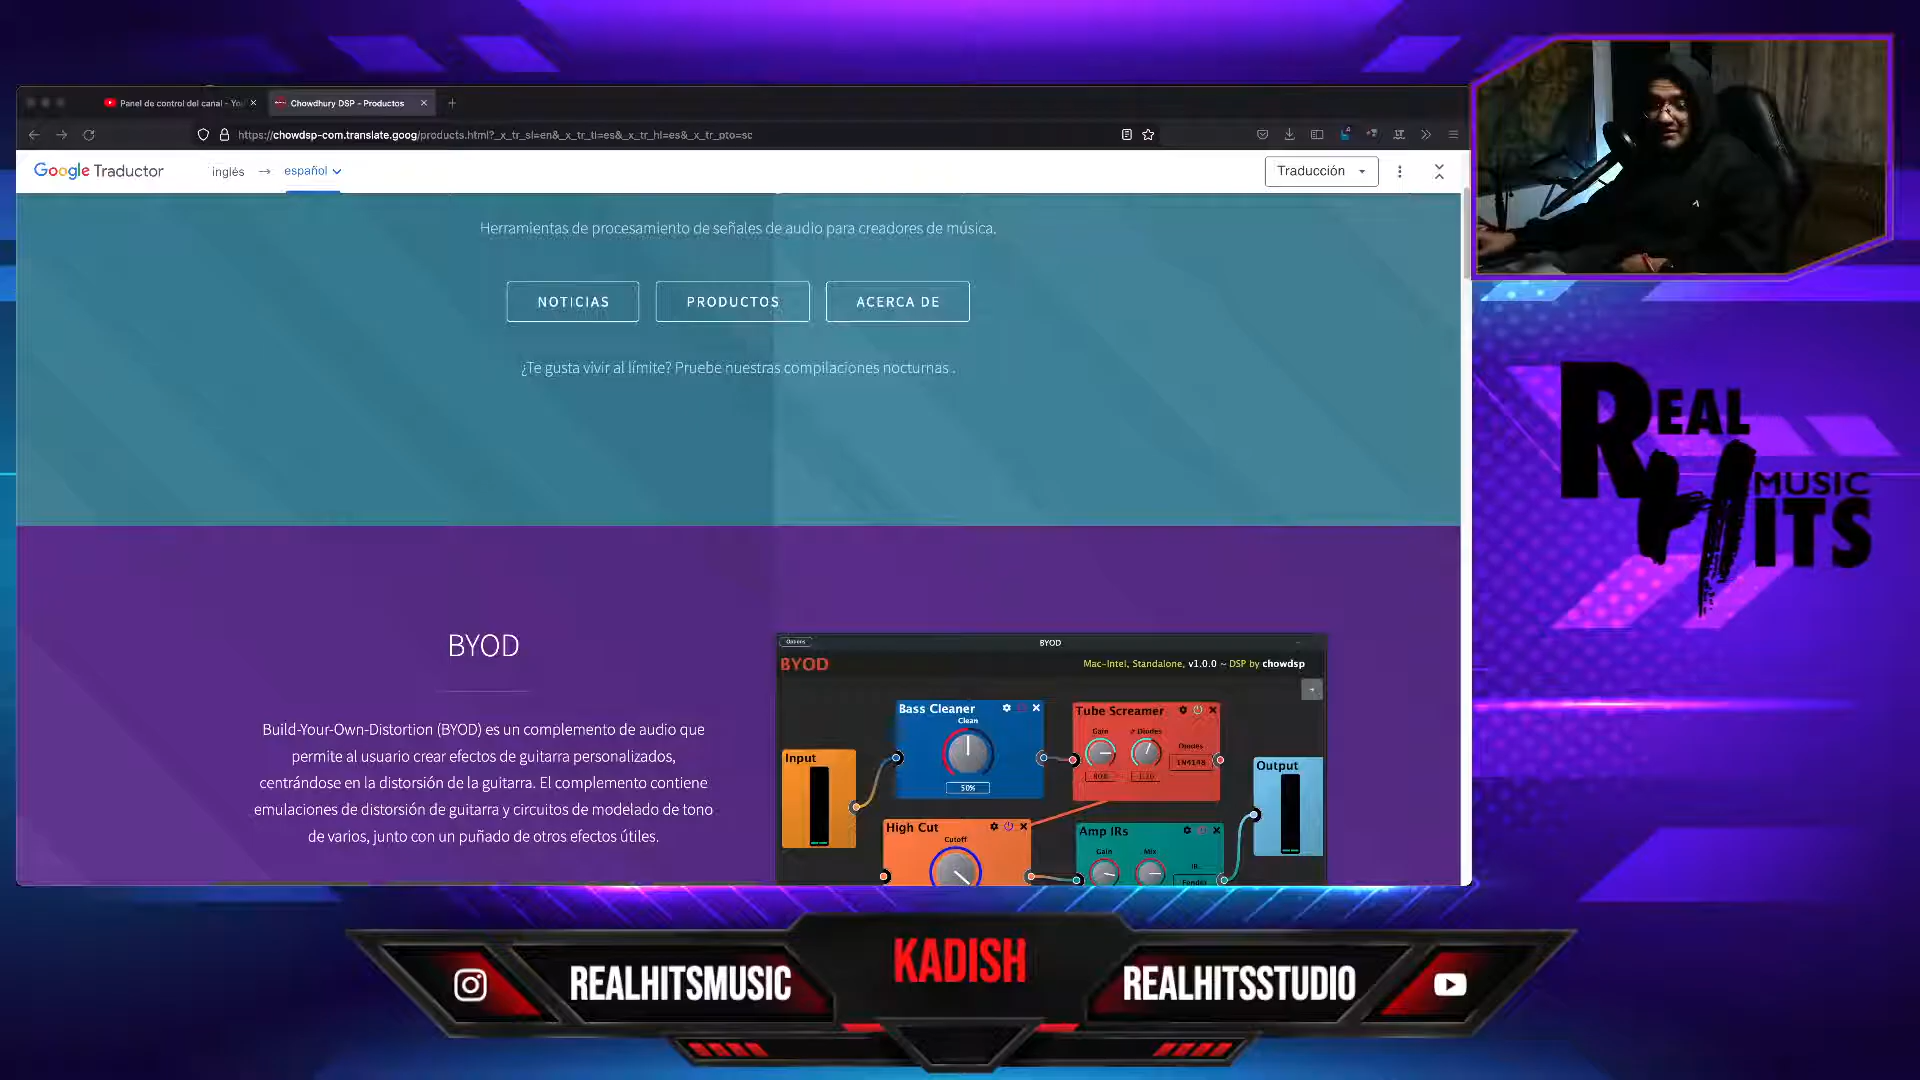 Panel de control del canal - You
Chowdhury DSP - Productos
https://chowdsp-com.translate.goog/products.html?_x_tr_sl=en&_x_tr_tl=es&_x_tr_hl=es&_x_tr_pto=sc
Google Traductor
inglés → español
Traducción
Herramientas de procesamiento de señales de audio para creadores de música.
NOTICIAS
PRODUCTOS
ACERCA DE
¿Te gusta vivir al límite? Pruebe nuestras compilaciones nocturnas .
BYOD
Build-Your-Own-Distortion (BYOD) es un complemento de audio que
permite al usuario crear efectos de guitarra personalizados,
centrándose en la distorsión de la guitarra. El complemento contiene
emulaciones de distorsión de guitarra y circuitos de modelado de tono
de varios, junto con un puñado de otros efectos útiles.
Options
BYOD
BYOD
Mac-Intel, Standalone, v1.0.0 ~ DSP by chowdsp
Input
Bass Cleaner
Clean
50%
Tube Screamer
Gain
# Diodes
Diodes
1N4148
Output
High Cut
Cutoff
Amp IRs
Gain
Mix
IR
Fender
REAL
HITS
MUSIC
KADISH
REALHITSMUSIC
REALHITSSTUDIO